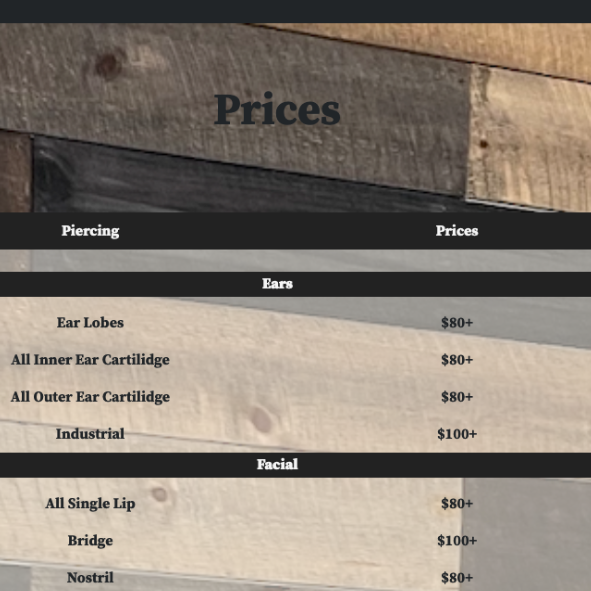 Prices
Piercing Prices
Ears
Ear Lobes $80+
All Inner Ear Cartilidge $80+
All Outer Ear Cartilidge $80+
Industrial $100+
Facial
All Single Lip $80+
Bridge $100+
Nostril $80+